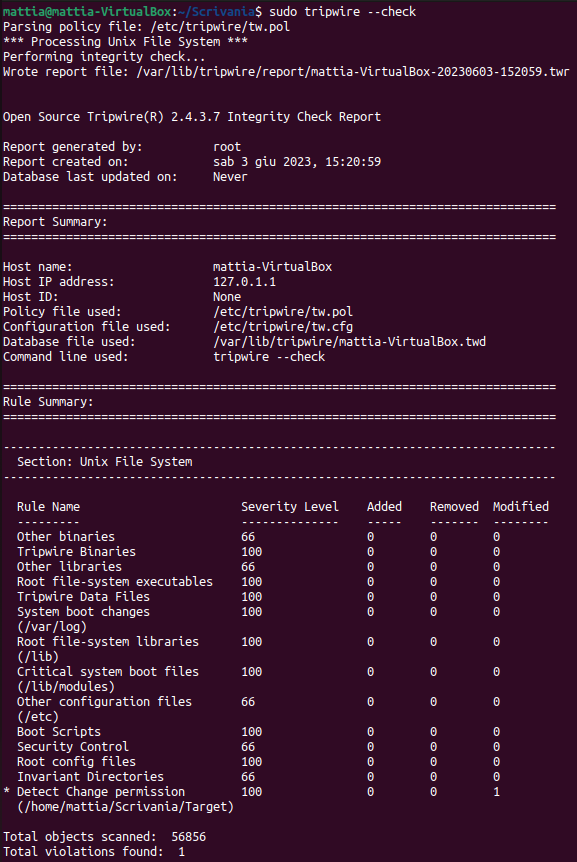 mattia@mattia-VirtualBox:~/Scrivania$ sudo tripwire --check
Parsing policy file: /etc/tripwire/tw.pol
*** Processing Unix File System ***
Performing integrity check...
Wrote report file: /var/lib/tripwire/report/mattia-VirtualBox-20230603-152059.twr
Open Source Tripwire(R) 2.4.3.7 Integrity Check Report
Report generated by:          root
Report created on:            sab 3 giu 2023, 15:20:59
Database last updated on:     Never
===============================================================================
Report Summary:
===============================================================================
Host name:                    mattia-VirtualBox
Host IP address:              127.0.1.1
Host ID:                      None
Policy file used:             /etc/tripwire/tw.pol
Configuration file used:      /etc/tripwire/tw.cfg
Database file used:           /var/lib/tripwire/mattia-VirtualBox.twd
Command line used:            tripwire --check
===============================================================================
Rule Summary:
===============================================================================
-------------------------------------------------------------------------------
  Section: Unix File System
-------------------------------------------------------------------------------
  Rule Name                       Severity Level    Added    Removed  Modified
  ---------                       --------------    -----    -------  --------
  Other binaries                  66                0        0        0
  Tripwire Binaries               100               0        0        0
  Other libraries                 66                0        0        0
  Root file-system executables    100               0        0        0
  Tripwire Data Files             100               0        0        0
  System boot changes             100               0        0        0
  (/var/log)
  Root file-system libraries      100               0        0        0
  (/lib)
  Critical system boot files      100               0        0        0
  (/lib/modules)
  Other configuration files       66                0        0        0
  (/etc)
  Boot Scripts                    100               0        0        0
  Security Control                66                0        0        0
  Root config files               100               0        0        0
  Invariant Directories           66                0        0        0
* Detect Change permission        100               0        0        1
  (/home/mattia/Scrivania/Target)
Total objects scanned:  56856
Total violations found:  1